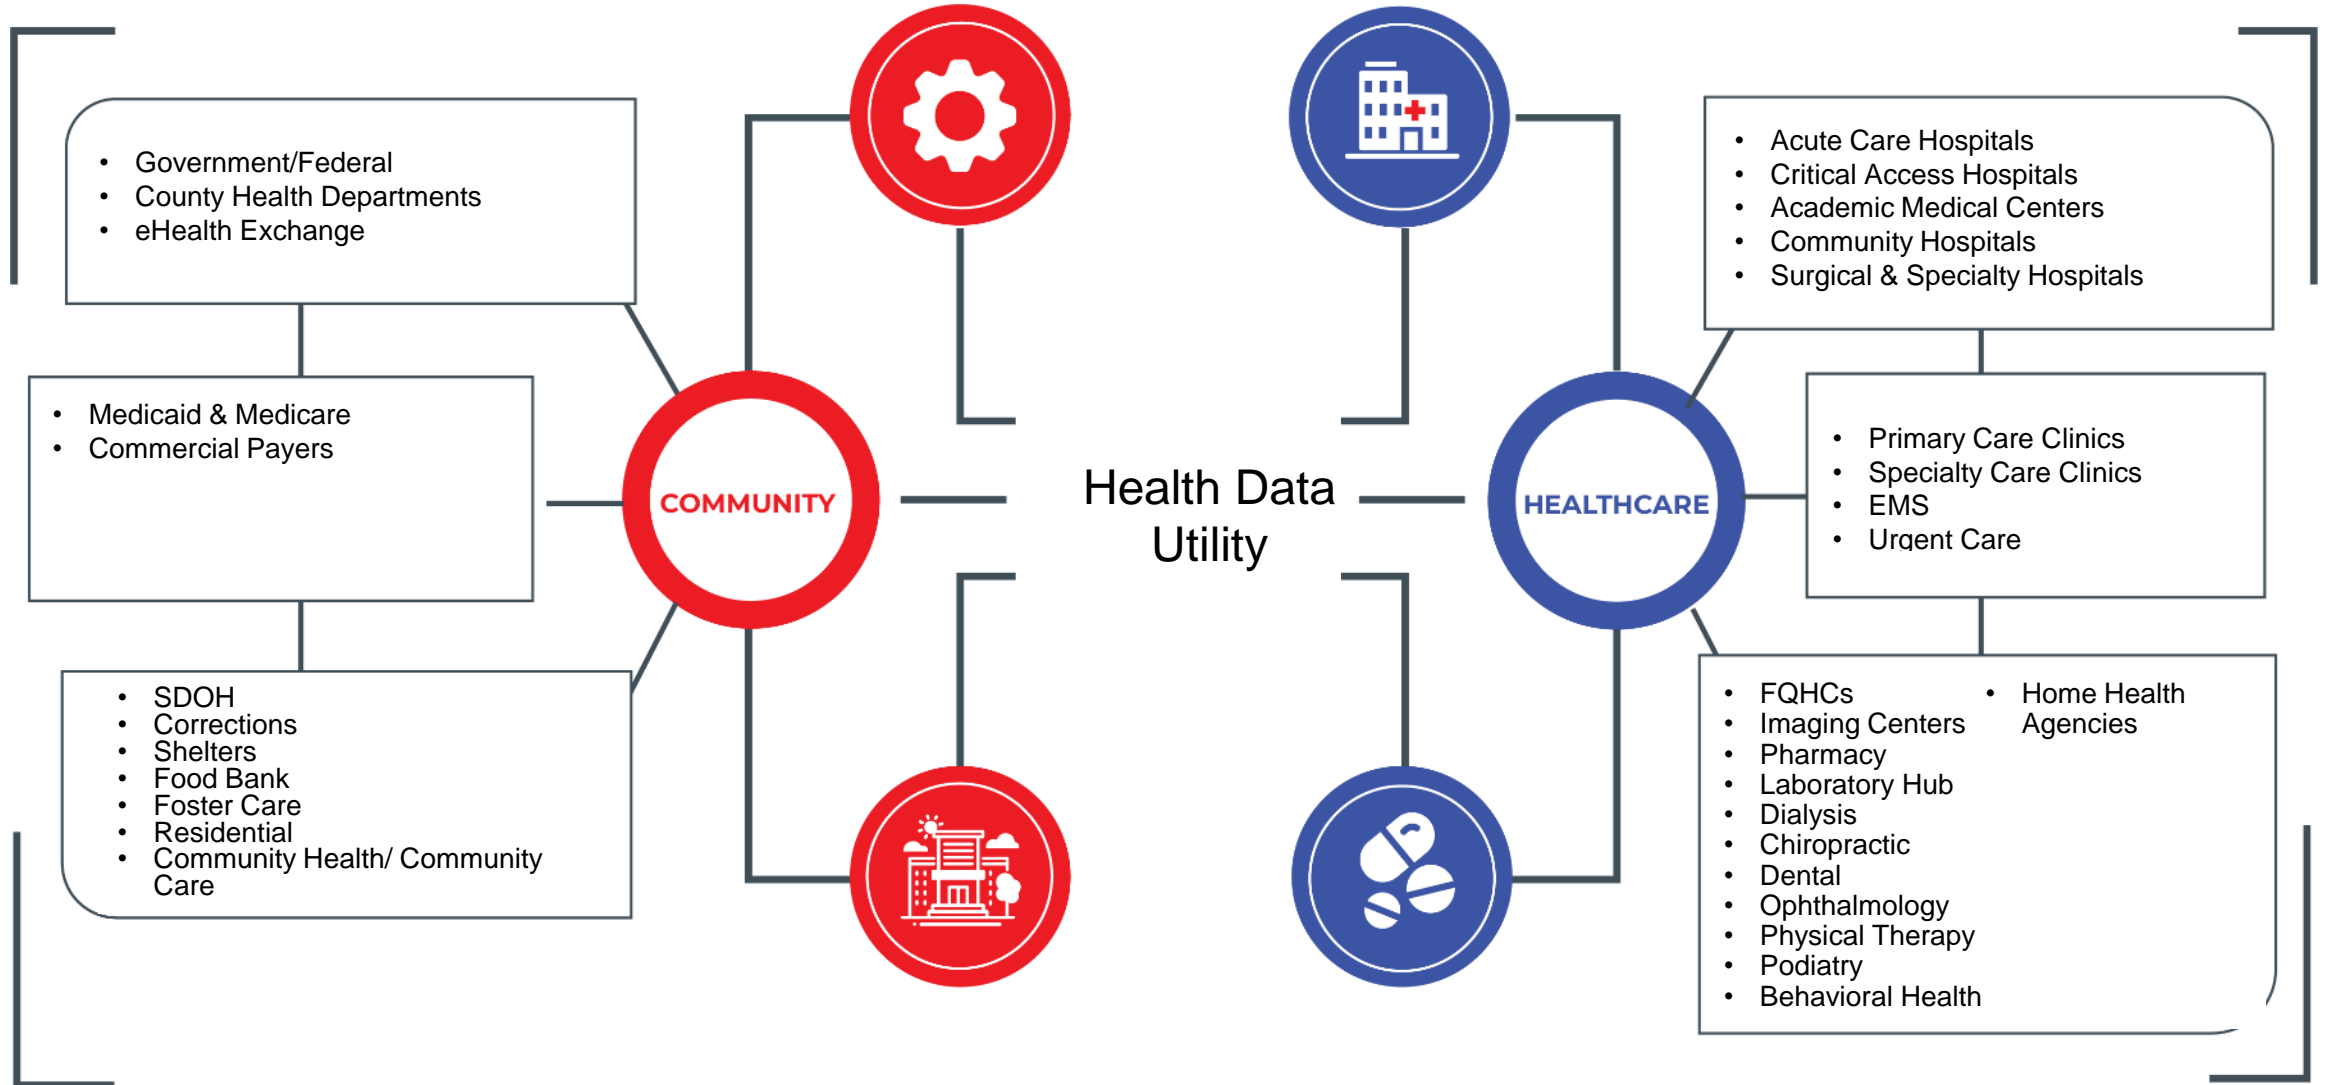 • Government/Federal
• County Health Departments
• eHealth Exchange
• Medicaid & Medicare
• Commercial Payers
• SDOH
• Corrections
• Shelters
• Food Bank
• Foster Care
• Residential
• Community Health/ Community
Care
COMMUNITY
Health Data
Utility
HEALTHCARE
• Acute Care Hospitals
• Critical Access Hospitals
• Academic Medical Centers
• Community Hospitals
• Surgical & Specialty Hospitals
• Primary Care Clinics
• Specialty Care Clinics
• EMS
• Urgent Care
• FQHCs
• Imaging Centers
• Pharmacy
• Laboratory Hub
• Dialysis
• Chiropractic
• Dental
• Ophthalmology
• Physical Therapy
• Podiatry
• Behavioral Health
• Home Health
Agencies